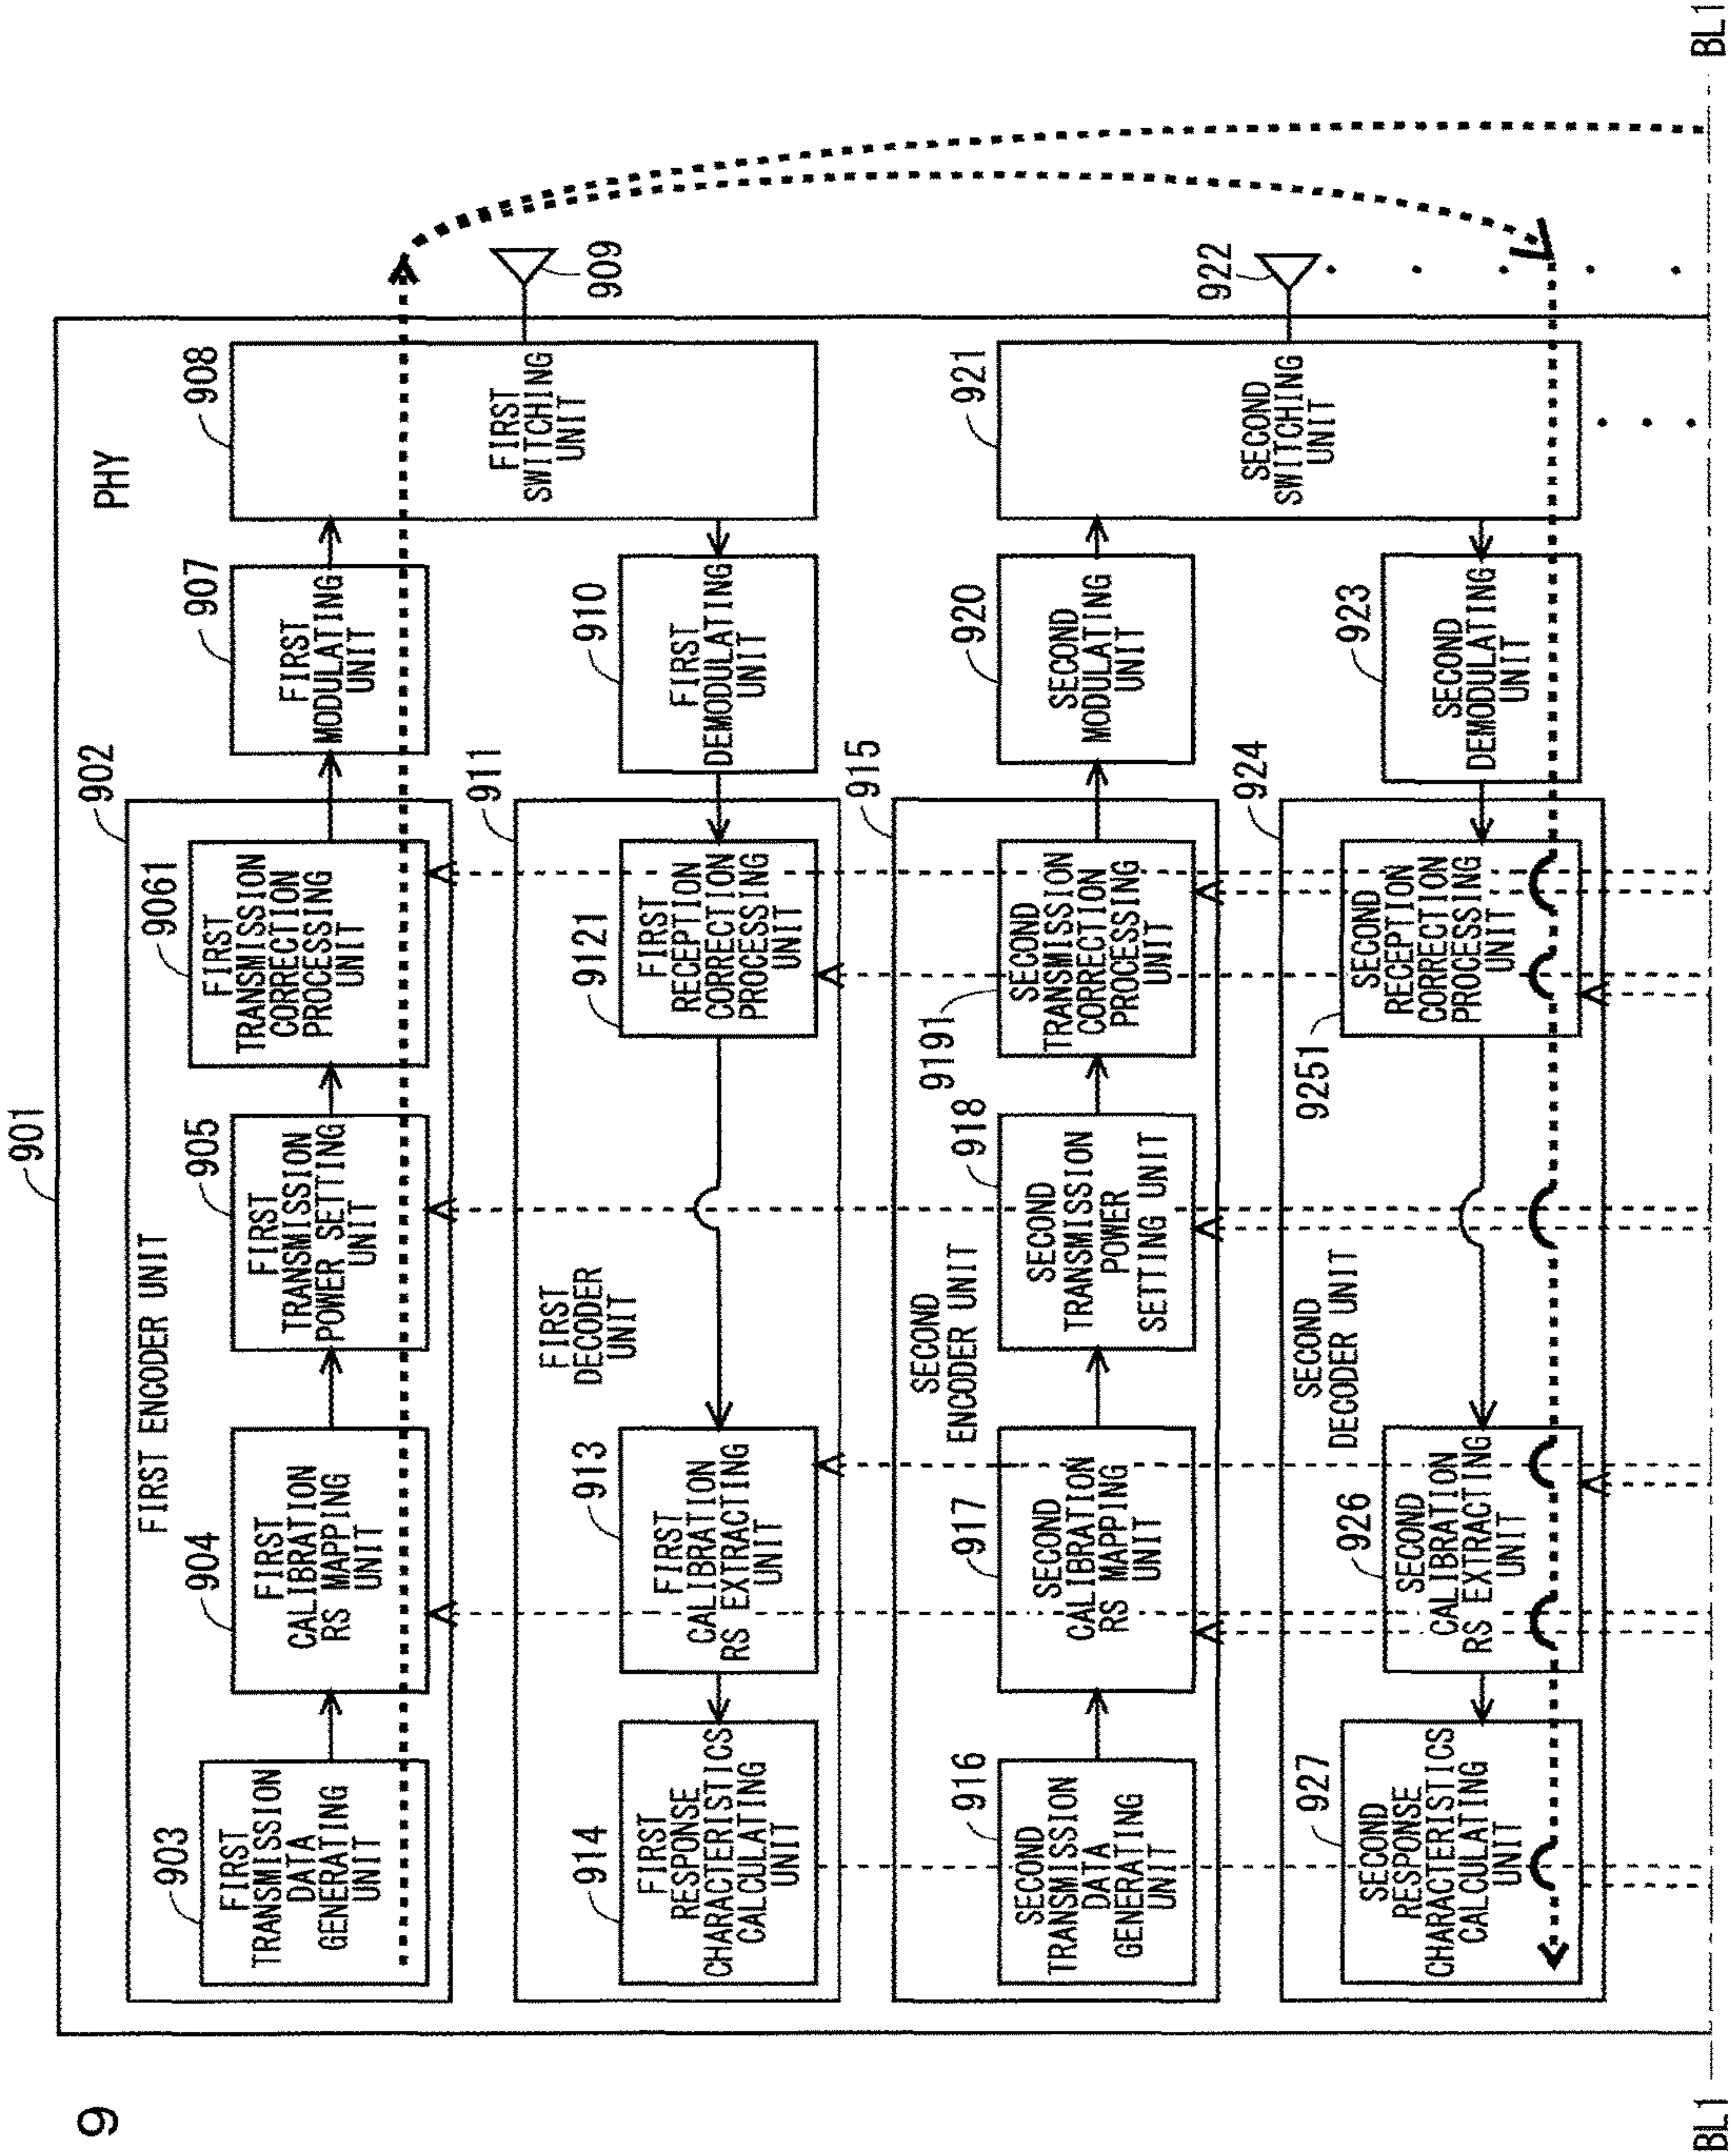 9
901
PHY
902
FIRST ENCODER UNIT
903
FIRST
TRANSMISSION
DATA
GENERATING
UNIT
904
FIRST
CALIBRATION
RS MAPPING
UNIT
905
FIRST
TRANSMISSION
POWER SETTING
UNIT
9061
FIRST
TRANSMISSION
CORRECTION
PROCESSING
UNIT
907
FIRST
MODULATING
UNIT
908
FIRST
SWITCHING
UNIT
909
911
FIRST
DECODER
UNIT
914
FIRST
RESPONSE
CHARACTERISTICS
CALCULATING
UNIT
913
FIRST
CALIBRATION
RS EXTRACTING
UNIT
9121
FIRST
RECEPTION
CORRECTION
PROCESSING
UNIT
910
FIRST
DEMODULATING
UNIT
915
SECOND
ENCODER UNIT
916
SECOND
TRANSMISSION
DATA
GENERATING
UNIT
917
SECOND
CALIBRATION
RS MAPPING
UNIT
918
SECOND
TRANSMISSION
POWER
SETTING UNIT
9191
SECOND
TRANSMISSION
CORRECTION
PROCESSING
UNIT
920
SECOND
MODULATING
UNIT
921
SECOND
SWITCHING
UNIT
922
924
SECOND
DECODER UNIT
927
SECOND
RESPONSE
CHARACTERISTICS
CALCULATING
UNIT
926
SECOND
CALIBRATION
RS EXTRACTING
UNIT
9251
SECOND
RECEPTION
CORRECTION
PROCESSING
UNIT
923
SECOND
DEMODULATING
UNIT
BL1
BL1